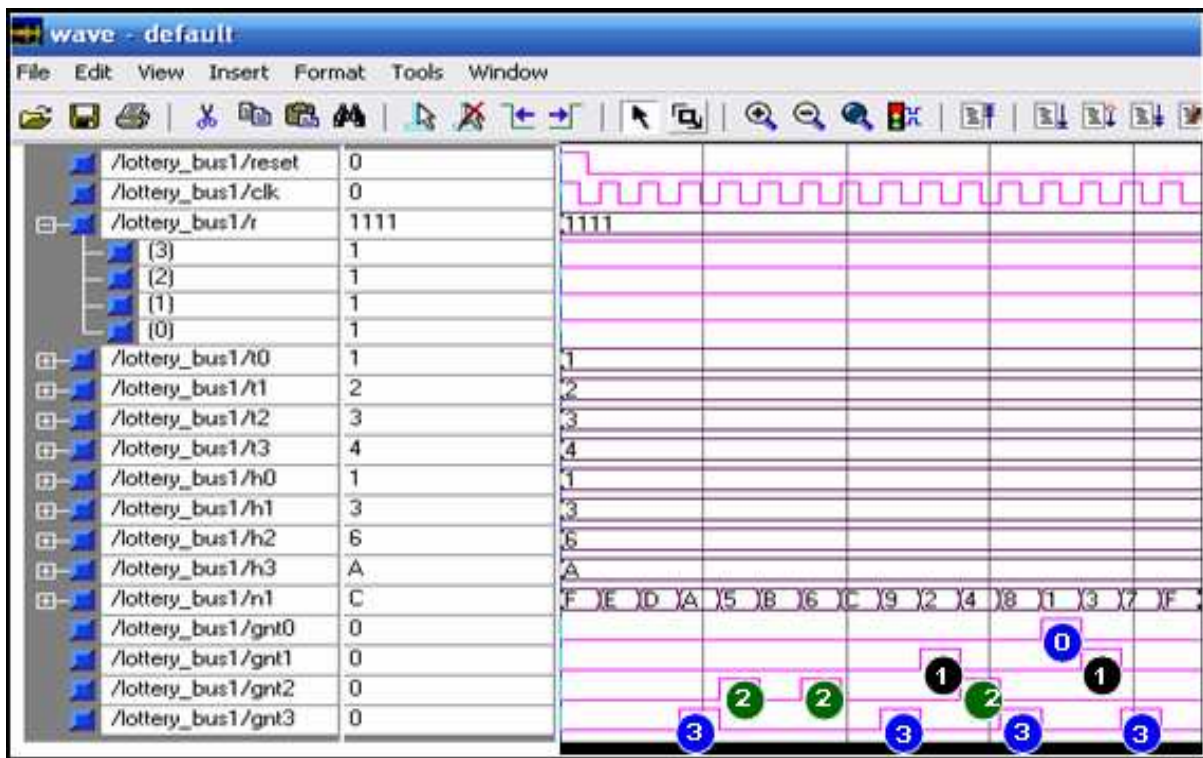 wave - default
File Edit View Insert Format Tools Window
/lottery_bus1/reset 0
/lottery_bus1/clk 0
/lottery_bus1/r 1111 1111
(3) 1
(2) 1
(1) 1
(0) 1
/lottery_bus1/t0 1 1
/lottery_bus1/t1 2 2
/lottery_bus1/t2 3 3
/lottery_bus1/t3 4 4
/lottery_bus1/h0 1 1
/lottery_bus1/h1 3 3
/lottery_bus1/h2 6 6
/lottery_bus1/h3 A A
/lottery_bus1/n1 C F E D A 5 B 6 C 9 2 4 8 1 3 7 F
/lottery_bus1/gnt0 0 0
/lottery_bus1/gnt1 0 1 1
/lottery_bus1/gnt2 0 2 2 2
/lottery_bus1/gnt3 0 3 3 3 3